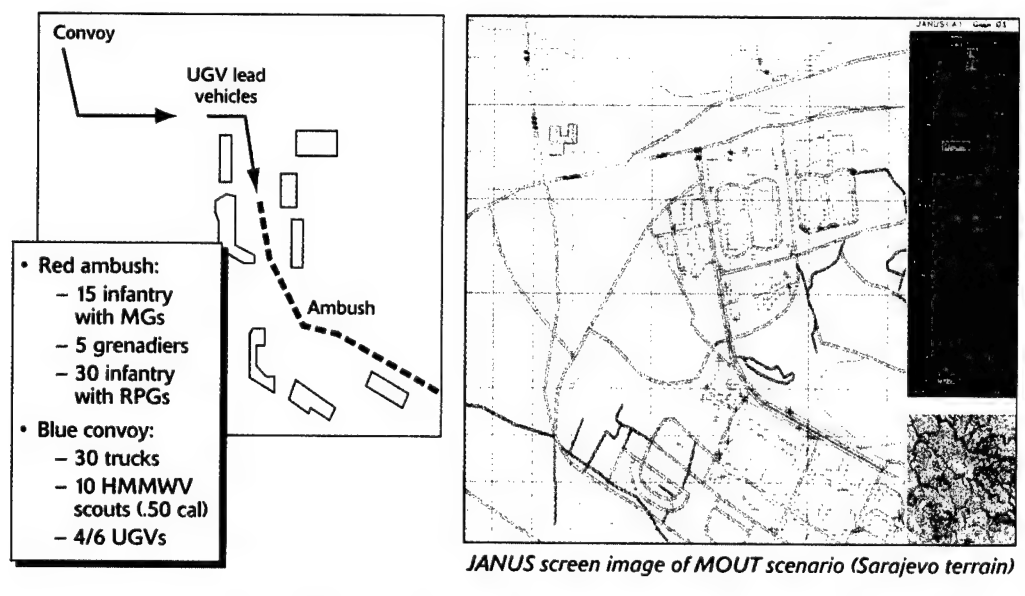 Convoy
UGV lead
vehicles
Ambush
• Red ambush:
– 15 infantry
with MGs
– 5 grenadiers
– 30 infantry
with RPGs
• Blue convoy:
– 30 trucks
– 10 HMMWV
scouts (.50 cal)
– 4/6 UGVs
JANUS(A)
JANUS screen image of MOUT scenario (Sarajevo terrain)